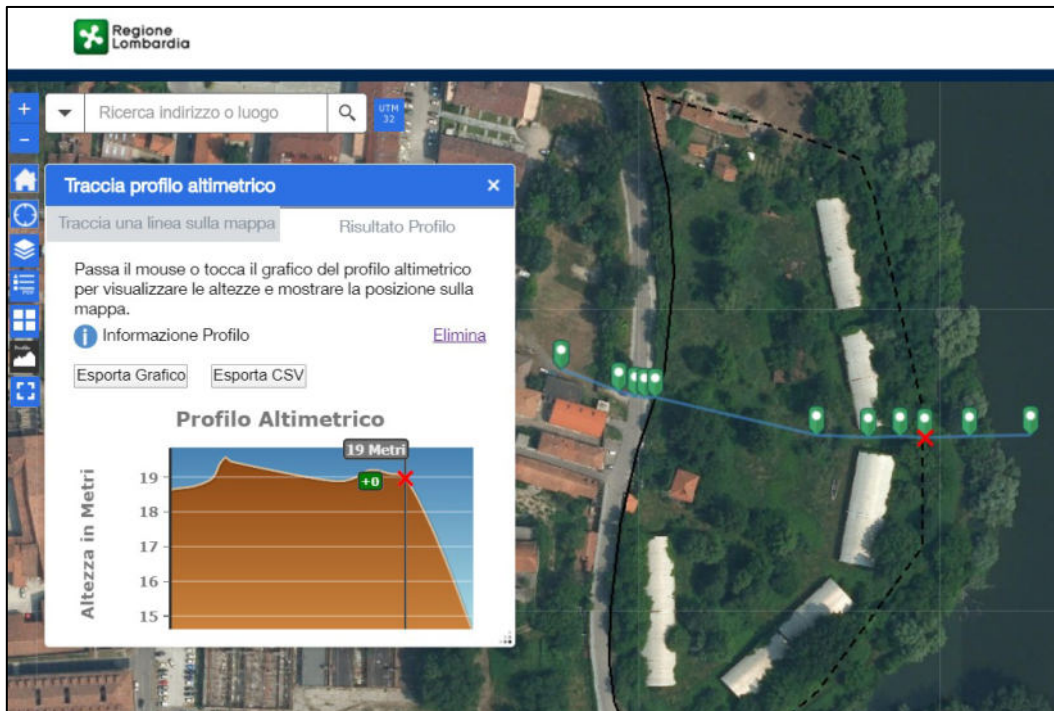 Regione
Lombardia
+
Ricerca indirizzo o luogo
UTM
32
−
Traccia profilo altimetrico
×
Traccia una linea sulla mappa
Risultato Profilo
Passa il mouse o tocca il grafico del profilo altimetrico
per visualizzare le altezze e mostrare la posizione sulla
mappa.
Informazione Profilo
Elimina
Esporta Grafico
Esporta CSV
Profilo Altimetrico
19 Metri
+0
Altezza in Metri
19
18
17
16
15